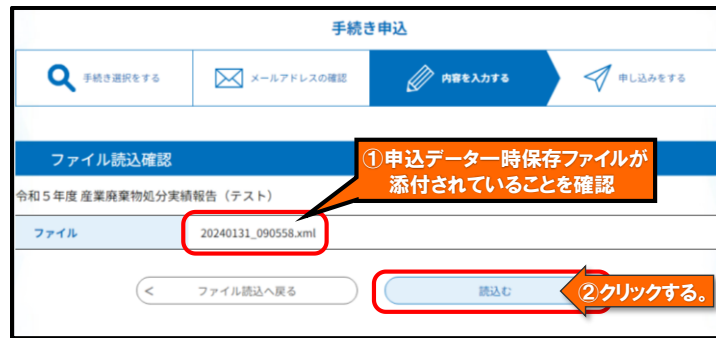 手続き申込
手続き選択をする
メールアドレスの確認
内容を入力する
申し込みをする
ファイル読込確認
①申込データ一時保存ファイルが
添付されていることを確認
令和5年度 産業廃棄物処分実績報告（テスト）
ファイル
20240131_090558.xml
< ファイル読込へ戻る
読込む
②クリックする。